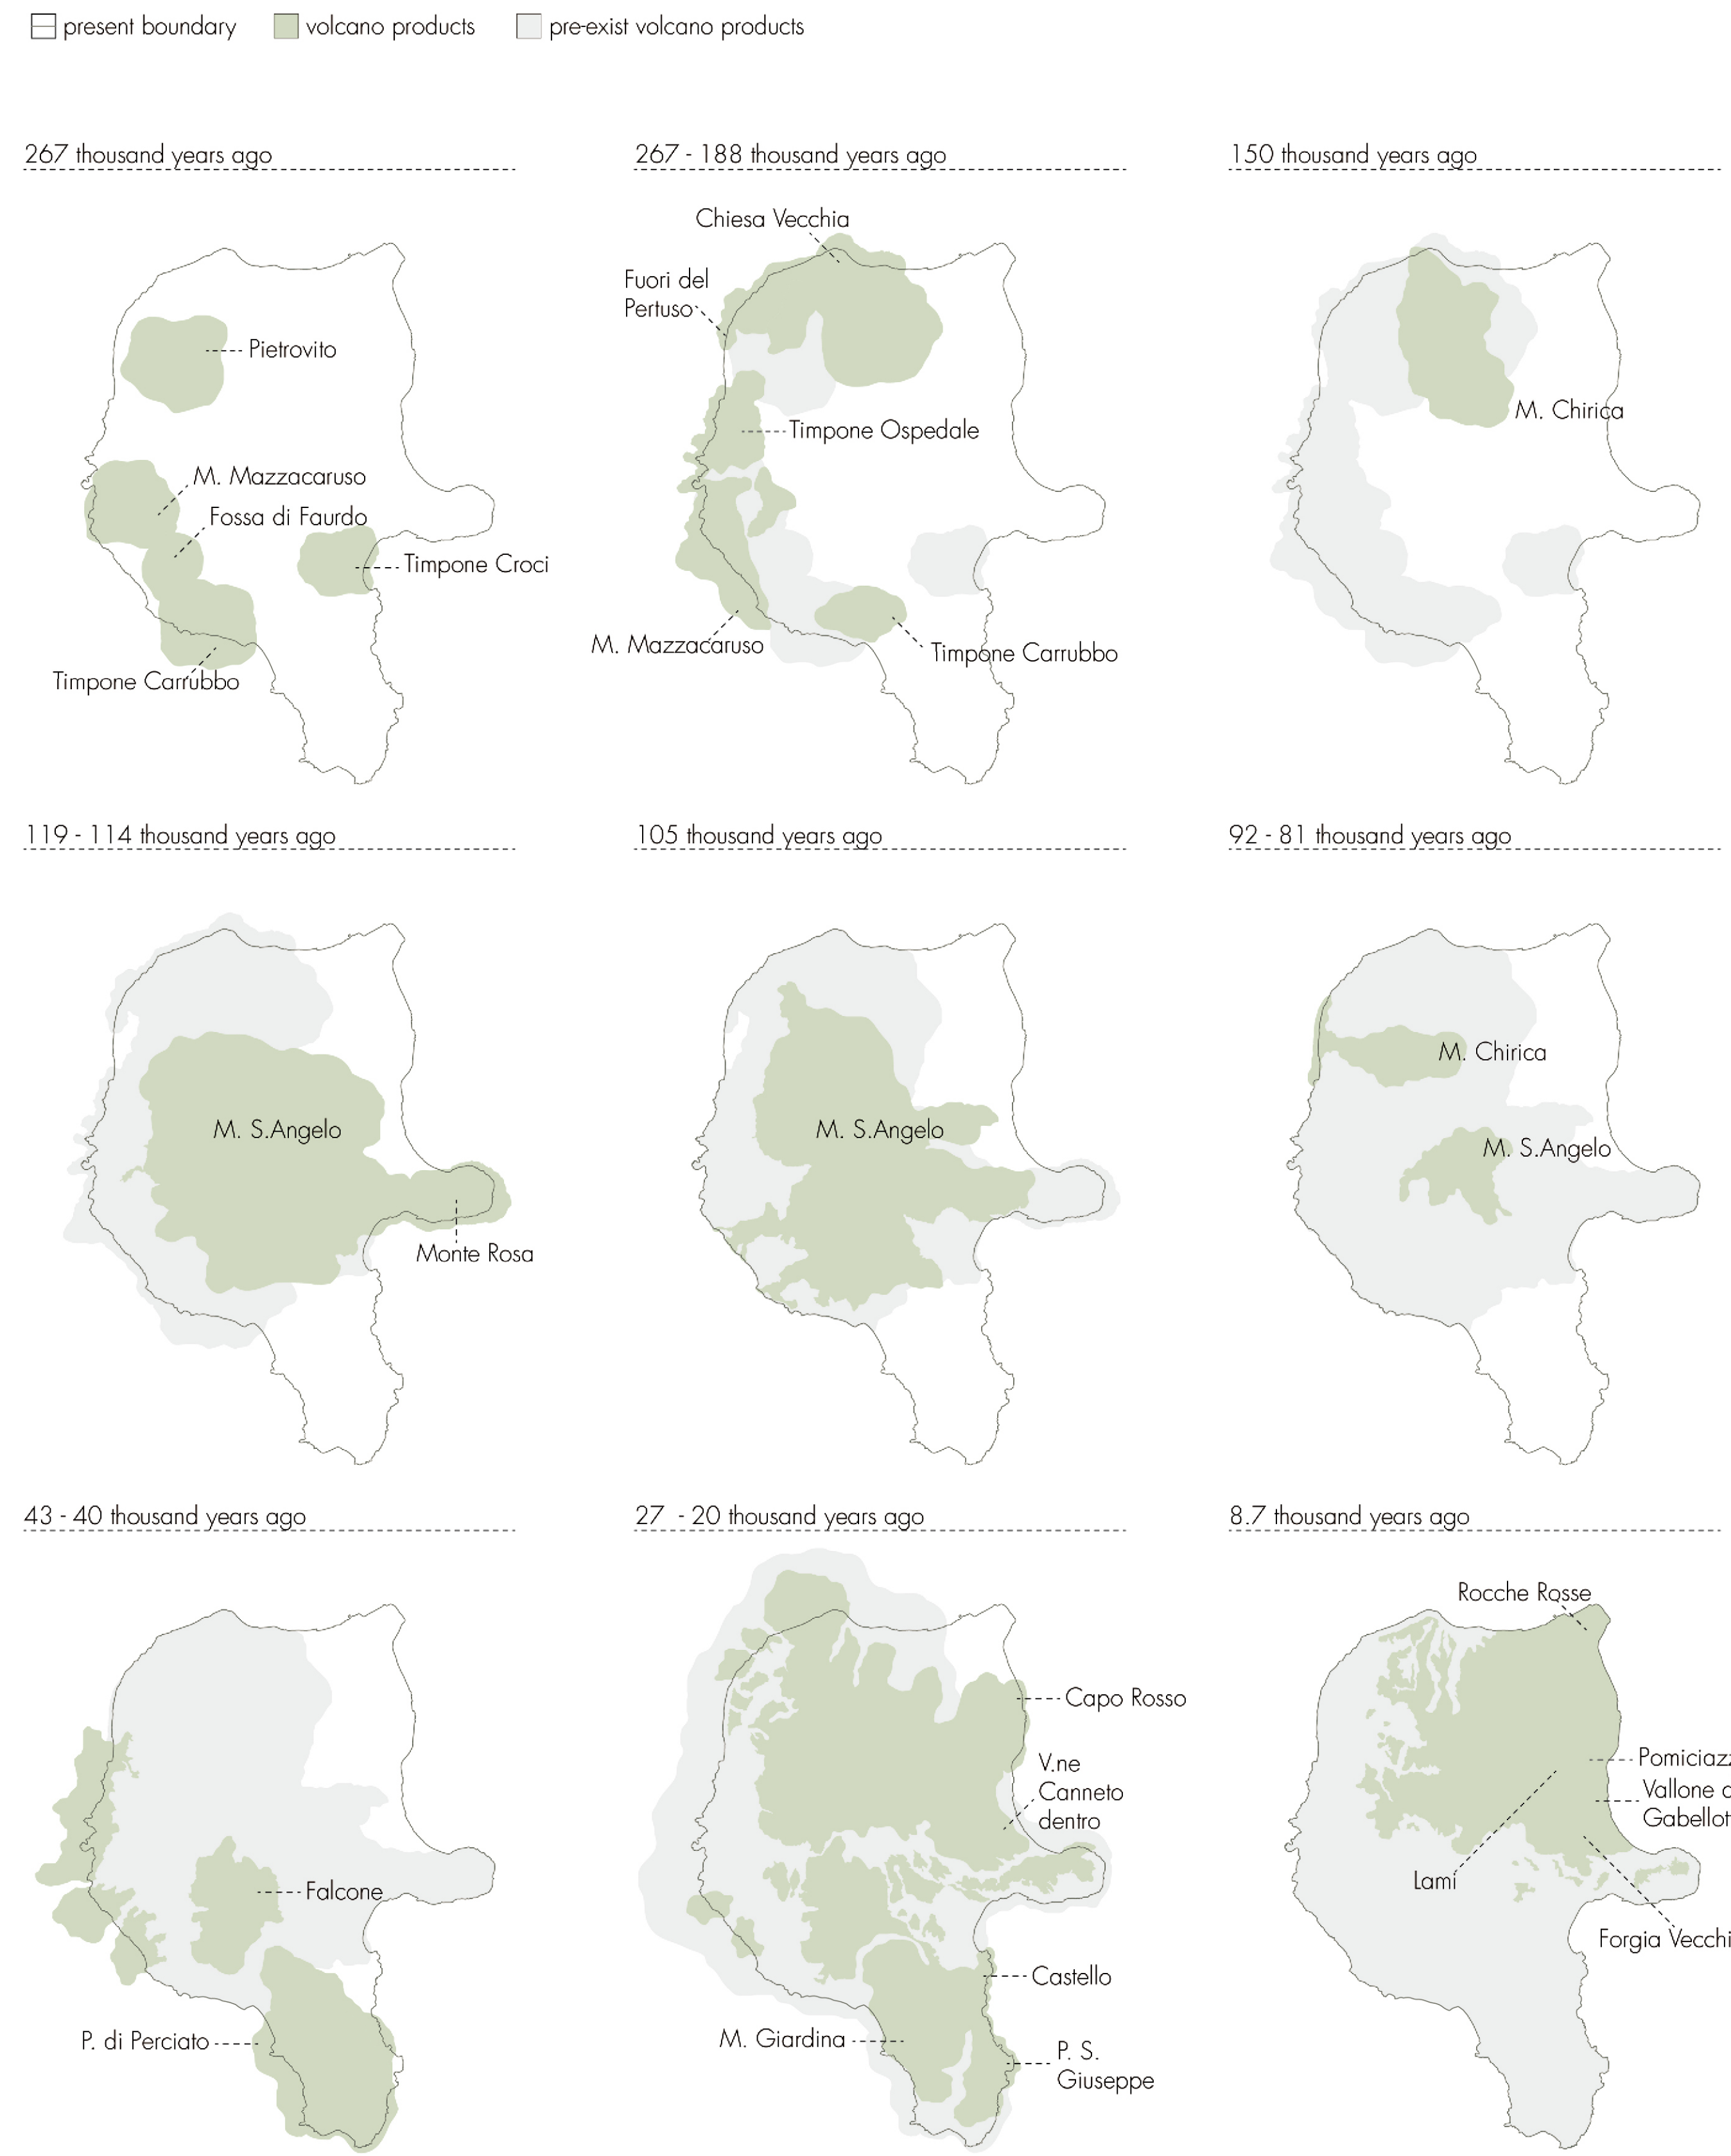 present boundary
volcano products
pre-exist volcano products
267 thousand years ago
Pietrovito
M. Mazzacaruso
Fossa di Faurdo
Timpone Croci
Timpone Carrubbo
267 - 188 thousand years ago
Chiesa Vecchia
Fuori del
Pertuso
Timpone Ospedale
M. Mazzacaruso
Timpone Carrubbo
150 thousand years ago
M. Chirica
119 - 114 thousand years ago
M. S.Angelo
Monte Rosa
105 thousand years ago
M. S.Angelo
92 - 81 thousand years ago
M. Chirica
M. S.Angelo
43 - 40 thousand years ago
Falcone
P. di Perciato
27 - 20 thousand years ago
Capo Rosso
V.ne
Canneto
dentro
Castello
M. Giardina
P. S.
Giuseppe
8.7 thousand years ago
Rocche Rosse
Vallone
Lamí
Forgia